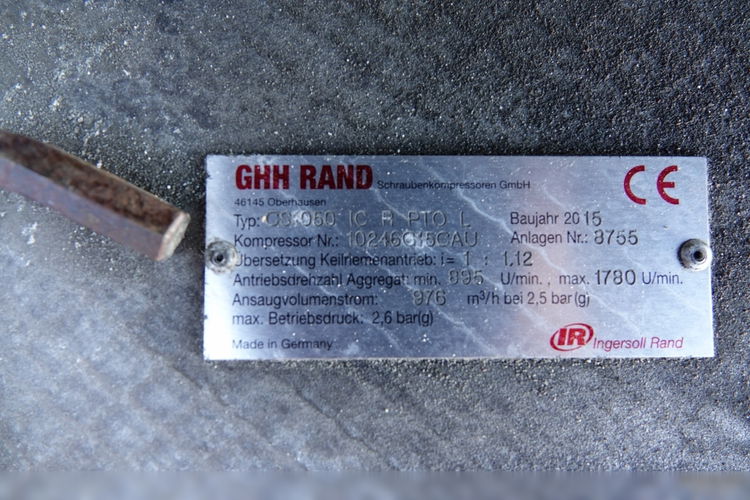 GHH RAND Schraubenkompressoren GmbH
CE
46145 Oberhausen
Typ: CS1050 IC R PTO L Baujahr 2015
Kompressor Nr.: Anlagen Nr.: 8755
Übersetzung Keilriemenantrieb: i= 1 : 1.12
Antriebsdrehzahl Aggregat: min. 895 U/min. , max. 1780 U/min.
Ansaugvolumenstrom: 976 m³/h bei 2,5 bar(g)
max. Betriebsdruck: 2,6 bar(g)
Made in Germany
IR Ingersoll Rand